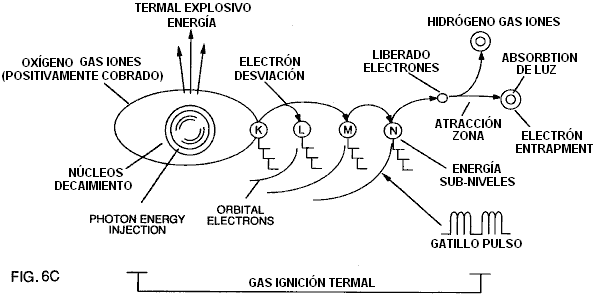 TERMAL EXPLOSIVO
ENERGÍA
HIDRÓGENO GAS IONES
OXÍGENO GAS IONES
(POSITIVAMENTE COBRADO)
ELECTRÓN
DESVIACIÓN
LIBERADO
ELECTRONES
ABSORBTION
DE LUZ
K
L
M
N
ATRACCIÓN
ZONA
ELECTRÓN
ENTRAPMENT
NÚCLEOS
DECAIMIENTO
ENERGÍA
SUB-NIVELES
PHOTON ENERGY
INJECTION
ORBITAL
ELECTRONS
GATILLO PULSO
FIG. 6C
GAS IGNICIÓN TERMAL